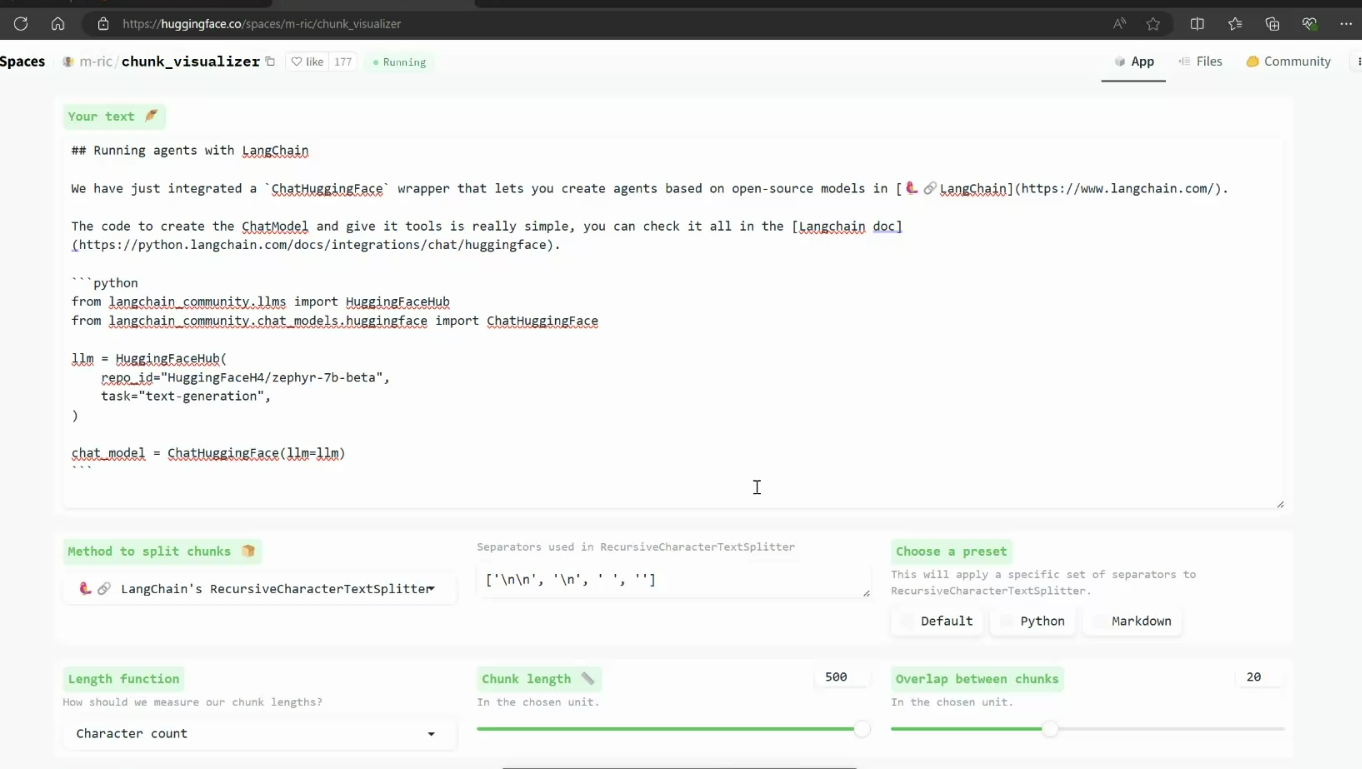 https://huggingface.co/spaces/m-ric/chunk_visualizer
Spaces m-ric/chunk_visualizer like 177 Running App Files Community
Your text
## Running agents with LangChain
We have just integrated a `ChatHuggingFace` wrapper that lets you create agents based on open-source models in [🦜🔗LangChain](https://www.langchain.com/).
The code to create the ChatModel and give it tools is really simple, you can check it all in the [Langchain doc]
(https://python.langchain.com/docs/integrations/chat/huggingface).
```python
from langchain_community.llms import HuggingFaceHub
from langchain_community.chat_models.huggingface import ChatHuggingFace
llm = HuggingFaceHub(
    repo_id="HuggingFaceH4/zephyr-7b-beta",
    task="text-generation",
)
chat_model = ChatHuggingFace(llm=llm)
```
Method to split chunks
🦜🔗 LangChain's RecursiveCharacterTextSplitter
Separators used in RecursiveCharacterTextSplitter
['\n\n', '\n', ' ', '']
Choose a preset
This will apply a specific set of separators to
RecursiveCharacterTextSplitter.
Default Python Markdown
Length function
How should we measure our chunk lengths?
Character count
Chunk length 500
In the chosen unit.
Overlap between chunks 20
In the chosen unit.